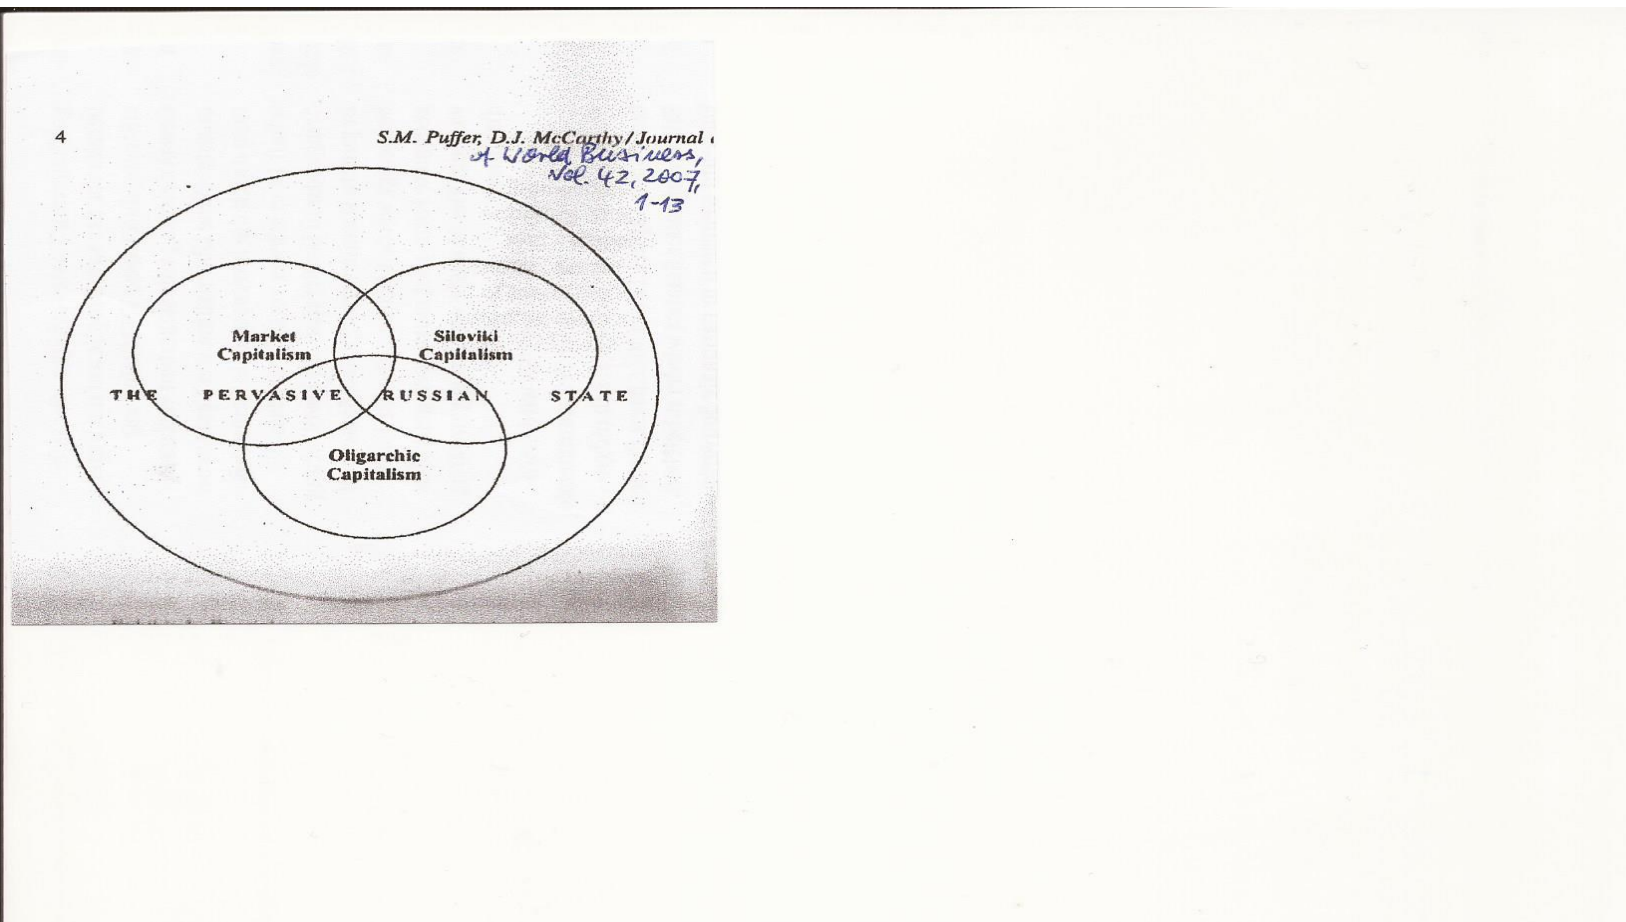 4
S.M. Puffer, D.J. McCarthy / Journal
of World Business,
Vol. 42, 2007,
1-13
Market
Capitalism
Siloviki
Capitalism
THE PERVASIVE RUSSIAN STATE
Oligarchic
Capitalism